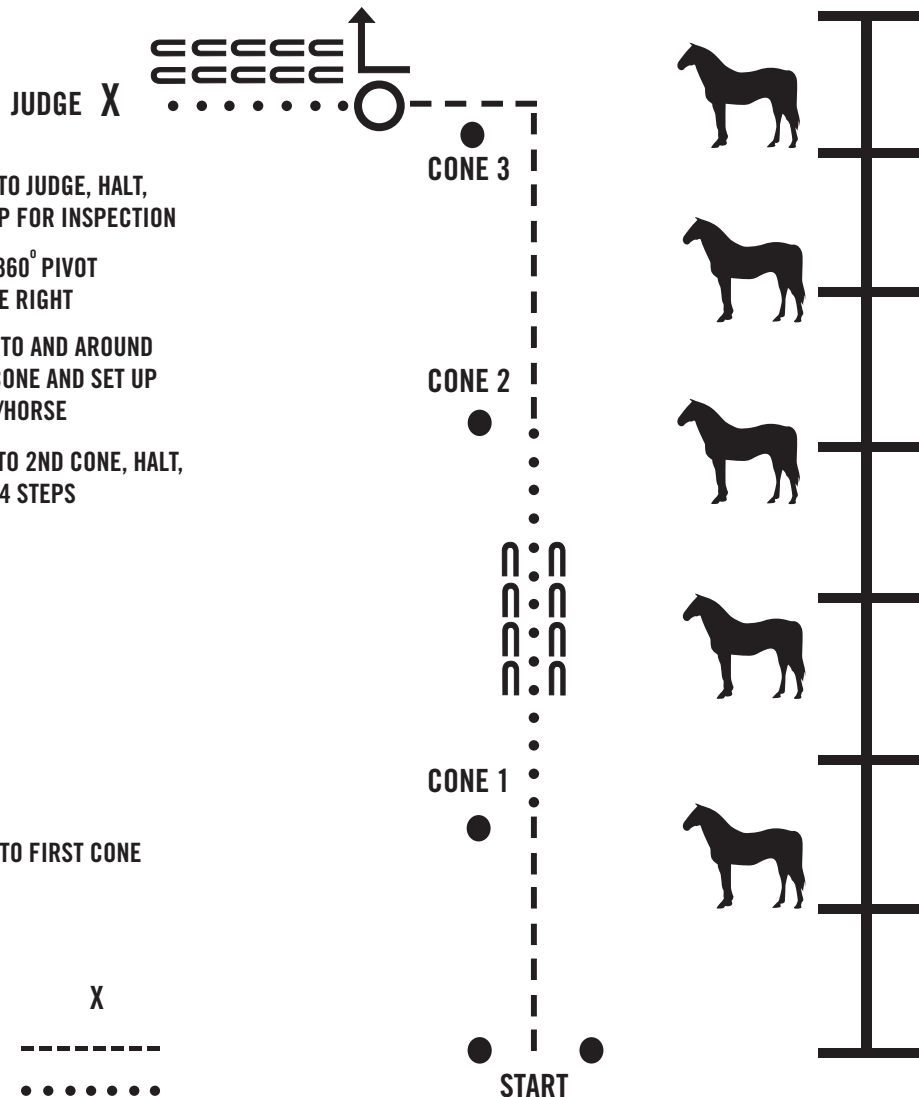 JUDGE X
CONE 3
TO JUDGE, HALT,
P FOR INSPECTION
360° PIVOT
E RIGHT
TO AND AROUND
CONE AND SET UP
/HORSE
CONE 2
TO 2ND CONE, HALT,
4 STEPS
CONE 1
TO FIRST CONE
X
START